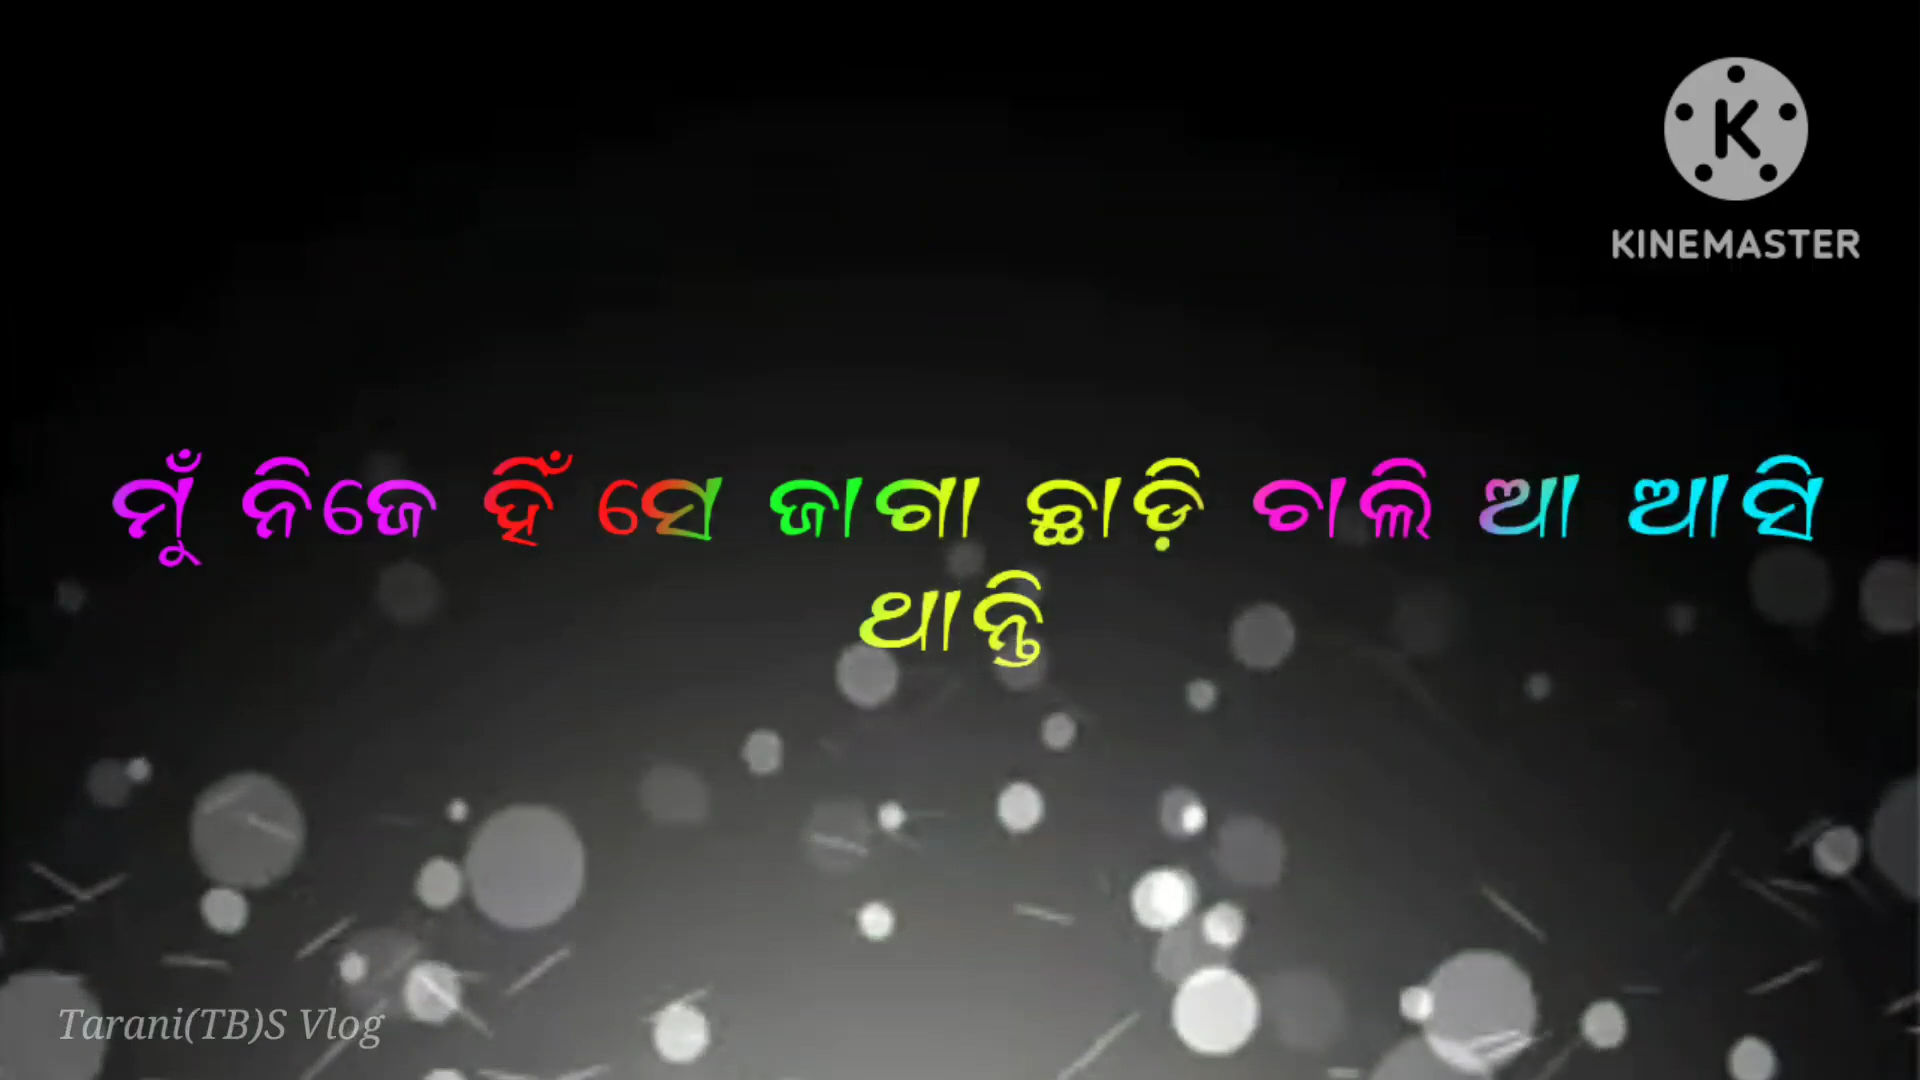 K
KINEMASTER
ମୁଁ ନିଜେ ହିଁ ସେ ଜାଗା ଛାଡ଼ି ଚାଲି ଆ ଆସି
ଥାନ୍ତି
Tarani(TB)S Vlog